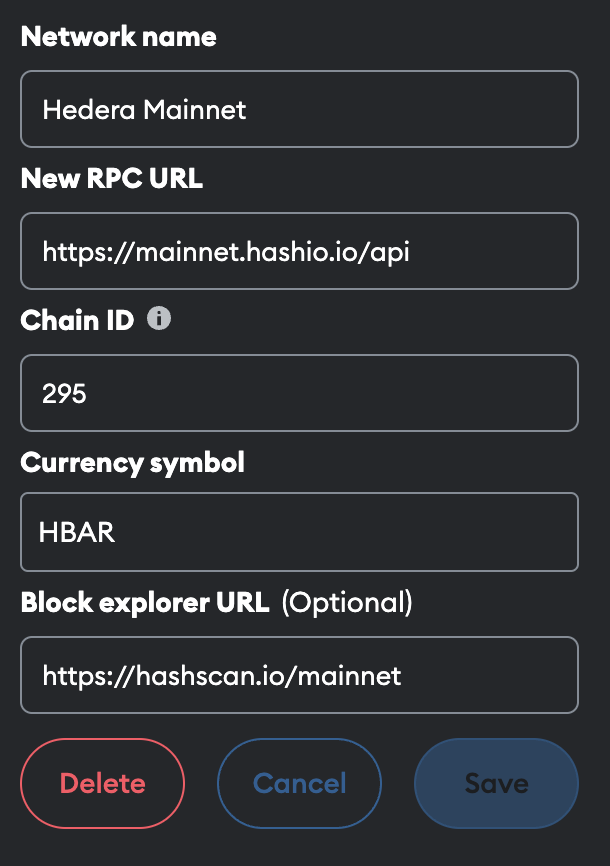 Network name
Hedera Mainnet
New RPC URL
https://mainnet.hashio.io/api
Chain ID
295
Currency symbol
HBAR
Block explorer URL (Optional)
https://hashscan.io/mainnet
Delete Cancel Save